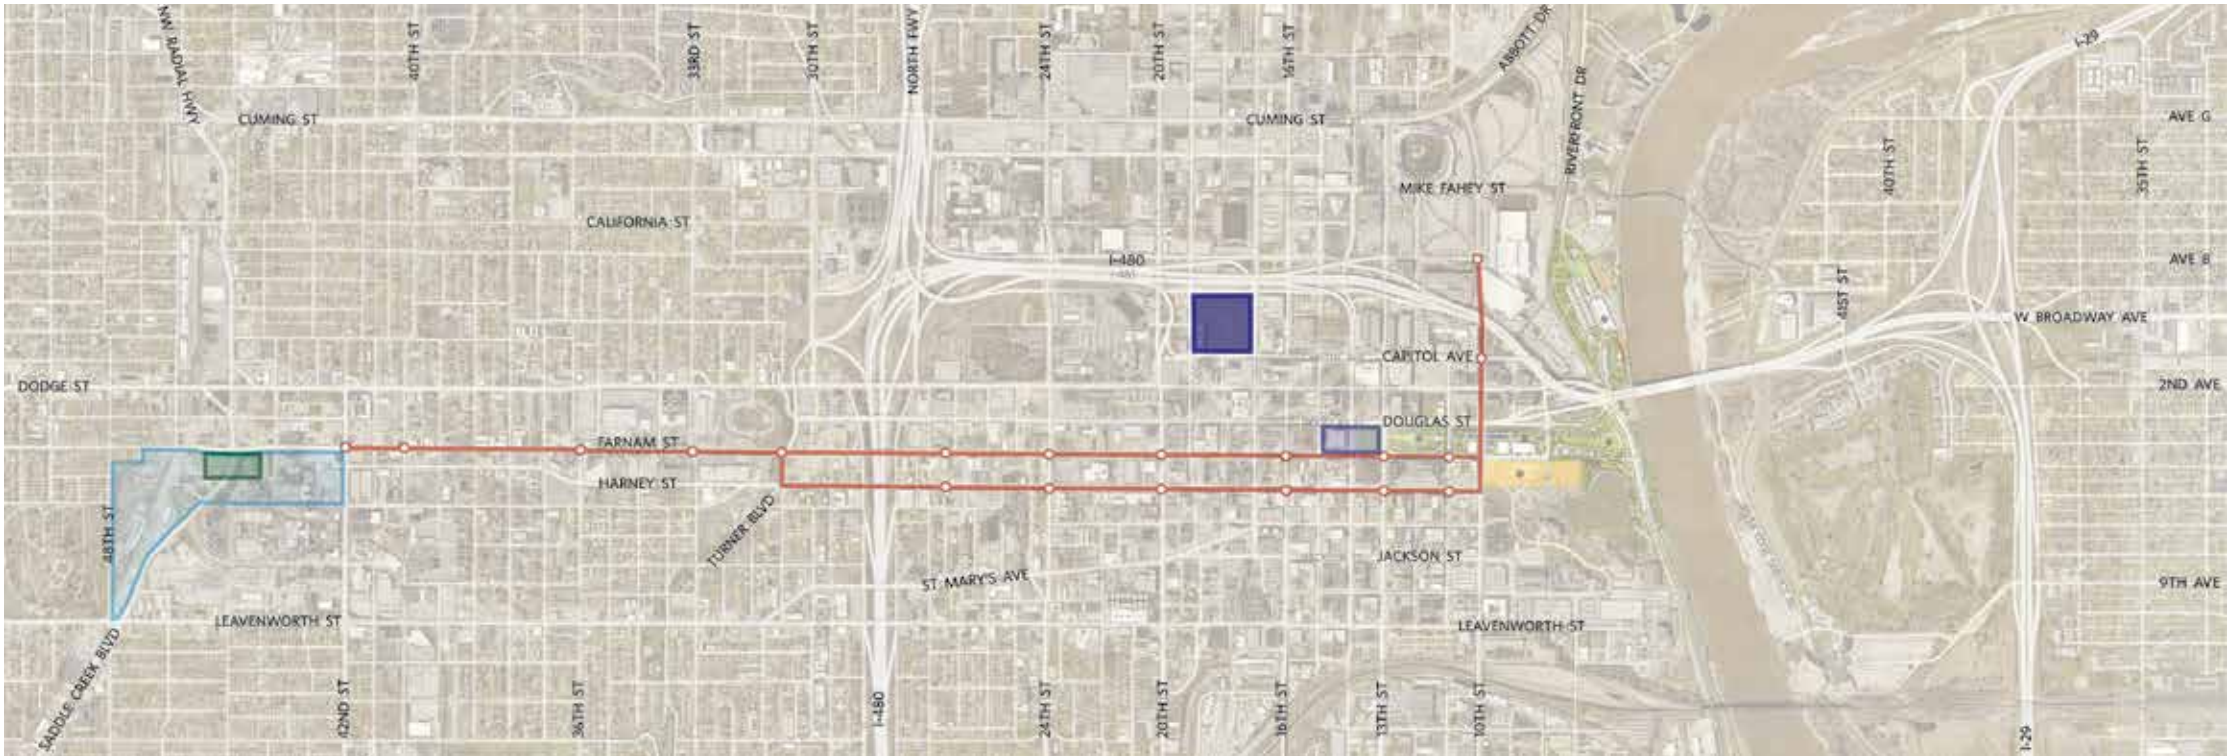 NW RADIAL HWY
40TH ST
33RD ST
30TH ST
NORTH FWY
24TH ST
20TH ST
16TH ST
ABBOTT DR
RIVERFRONT DR
I-29
CUMING ST
CUMING ST
AVE G
40TH ST
35TH ST
MIKE FAHEY ST
CALIFORNIA ST
I-480
I-480
AVE B
41ST ST
W BROADWAY AVE
CAPITOL AVE
DODGE ST
2ND AVE
DOUGLAS ST
FARNAM ST
HARNEY ST
48TH ST
TURNER BLVD
JACKSON ST
ST MARY'S AVE
9TH AVE
LEAVENWORTH ST
LEAVENWORTH ST
SADDLE CREEK BLVD
42ND ST
36TH ST
I-480
24TH ST
20TH ST
16TH ST
13TH ST
10TH ST
I-29